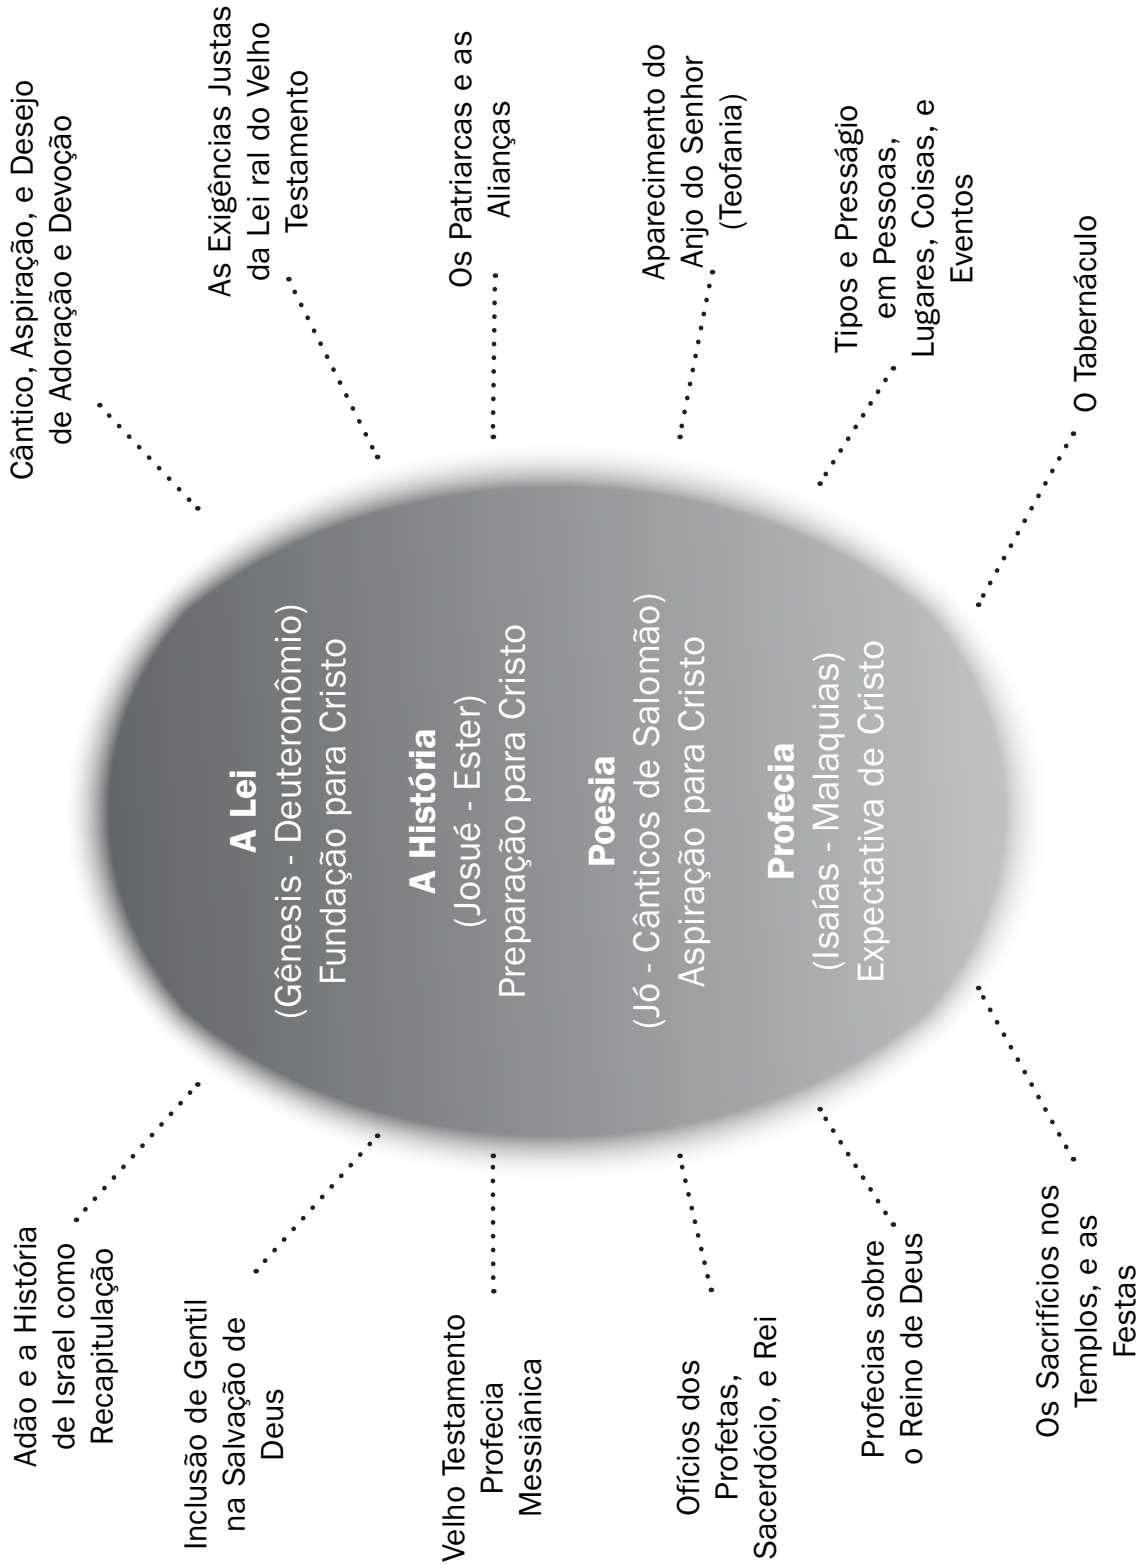 Adão e a História
de Israel como
Recapitulação
Inclusão de Gentil
na Salvação de
Deus
Velho Testamento
Profecia
Messiânica
Ofícios dos
Profetas,
Sacerdócio, e Rei
Profecias sobre
o Reino de Deus
Os Sacrifícios nos
Templos, e as
Festas
A Lei
(Gênesis - Deuteronômio)
Fundação para Cristo
A História
(Josué - Ester)
Preparação para Cristo
Poesia
(Jó - Cânticos de Salomão)
Aspiração para Cristo
Profecia
(Isaías - Malaquias)
Expectativa de Cristo
Cântico, Aspiração, e Desejo
de Adoração e Devoção
As Exigências Justas
da Lei ral do Velho
Testamento
Os Patriarcas e as
Alianças
Aparecimento do
Anjo do Senhor
(Teofania)
Tipos e Presságio
em Pessoas,
Lugares, Coisas, e
Eventos
O Tabernáculo